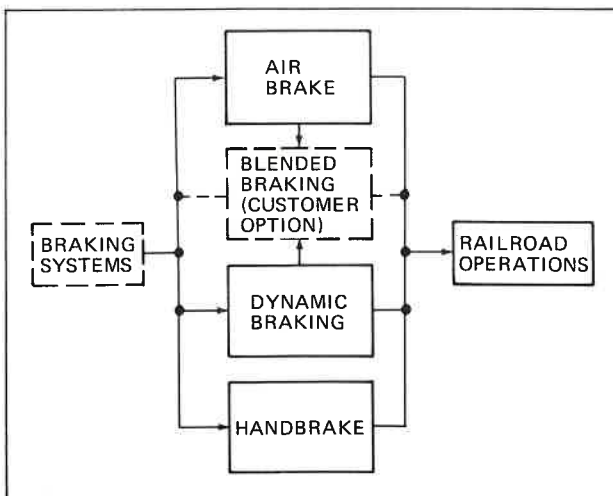 AIR
BRAKE
BLENDED
BRAKING
(CUSTOMER
OPTION)
BRAKING
SYSTEMS
RAILROAD
OPERATIONS
DYNAMIC
BRAKING
HANDBRAKE